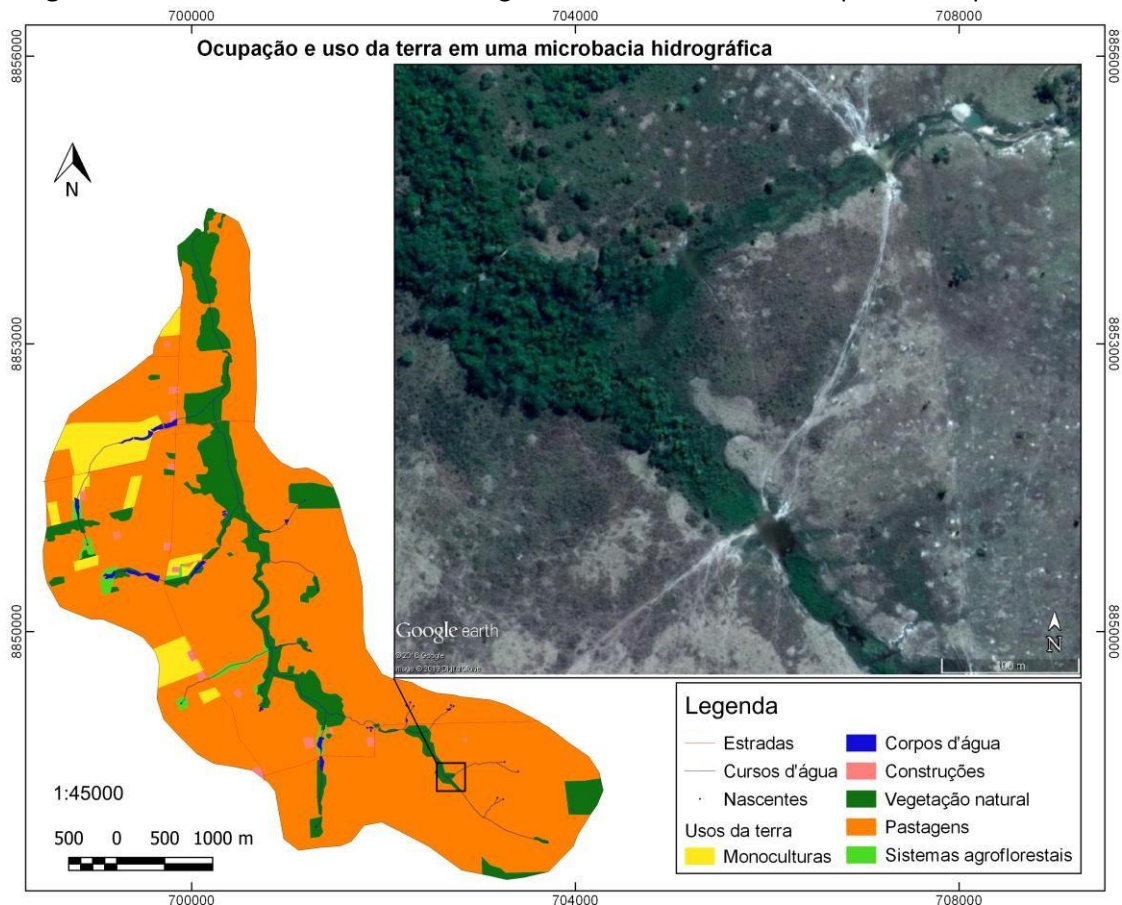 700000
704000
708000
Ocupação e uso da terra em uma microbacia hidrográfica
8856000
8856000
N
8853000
8853000
8850000
8850000
Google earth
N
100 m
1:45000
500 0 500 1000 m
Legenda
Estradas
Cursos d'água
Nascentes
Usos da terra
Monoculturas
Corpos d'água
Construções
Vegetação natural
Pastagens
Sistemas agroflorestais
700000
704000
708000